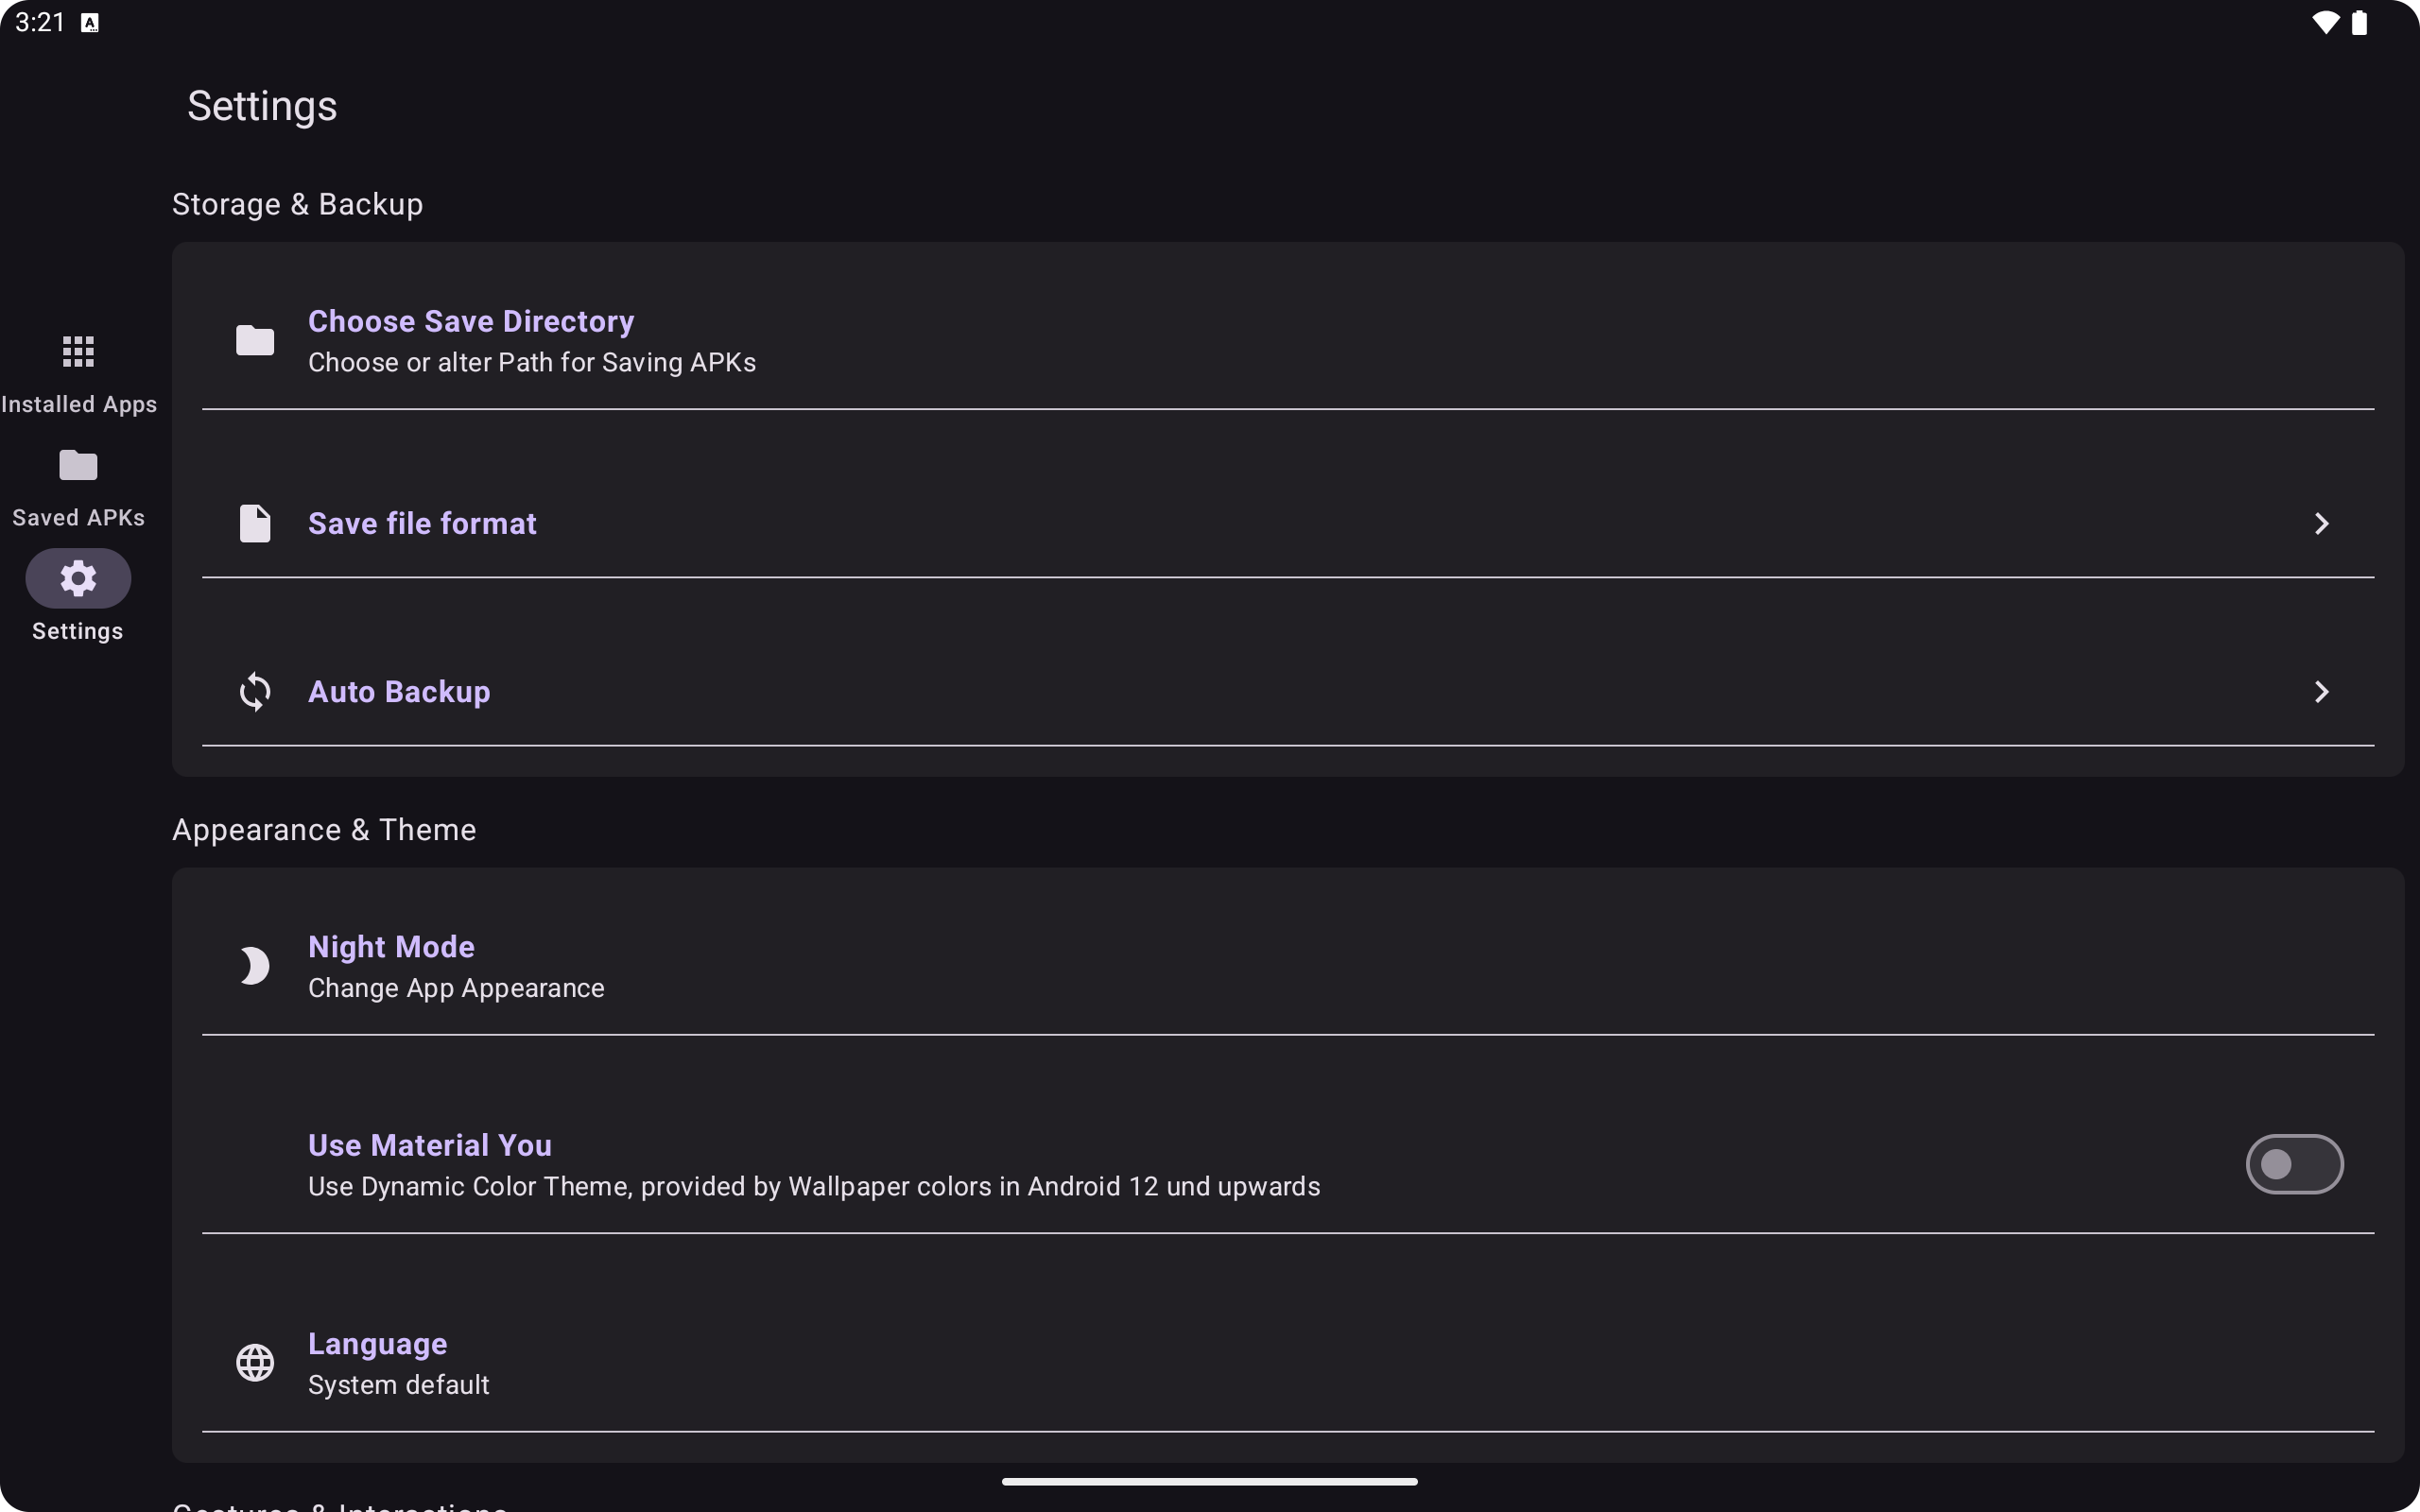 3:21
Settings
Storage & Backup
Choose Save Directory
Choose or alter Path for Saving APKs
Installed Apps
Saved APKs
Save file format
Settings
Auto Backup
Appearance & Theme
Night Mode
Change App Appearance
Use Material You
Use Dynamic Color Theme, provided by Wallpaper colors in Android 12 und upwards
Language
System default
Gestures & Interactions